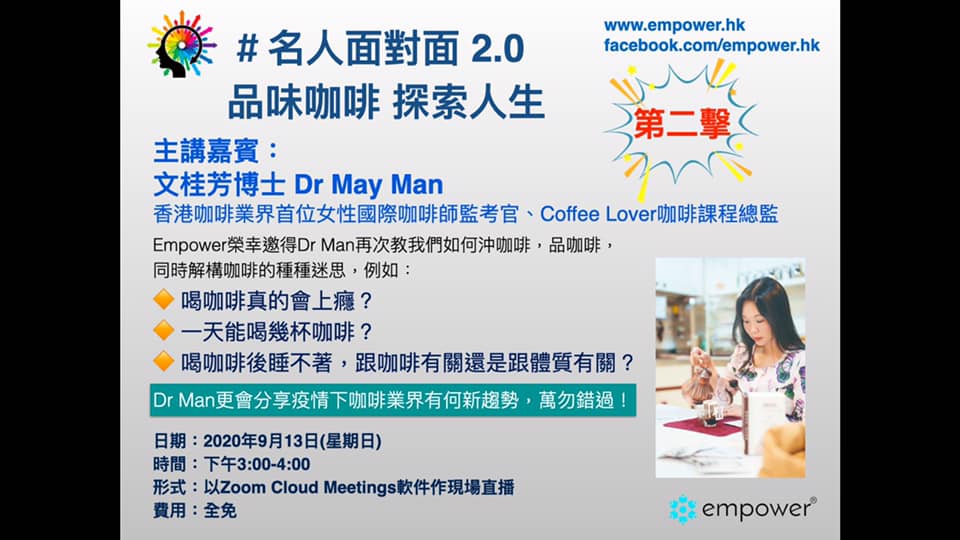 www.empower.hk
facebook.com/empower.hk
# 名人面對面 2.0
品味咖啡 探索人生
第二擊
主講嘉賓：
文桂芳博士 Dr May Man
香港咖啡業界首位女性國際咖啡師監考官、Coffee Lover咖啡課程總監
Empower榮幸邀得Dr Man再次教我們如何沖咖啡，品咖啡，
同時解構咖啡的種種迷思，例如：
🔶 喝咖啡真的會上癮？
🔶 一天能喝幾杯咖啡？
🔶 喝咖啡後睡不著，跟咖啡有關還是跟體質有關？
Dr Man更會分享疫情下咖啡業界有何新趨勢，萬勿錯過！
日期：2020年9月13日(星期日)
時間：下午3:00-4:00
形式：以Zoom Cloud Meetings軟件作現場直播
費用：全免
empower®